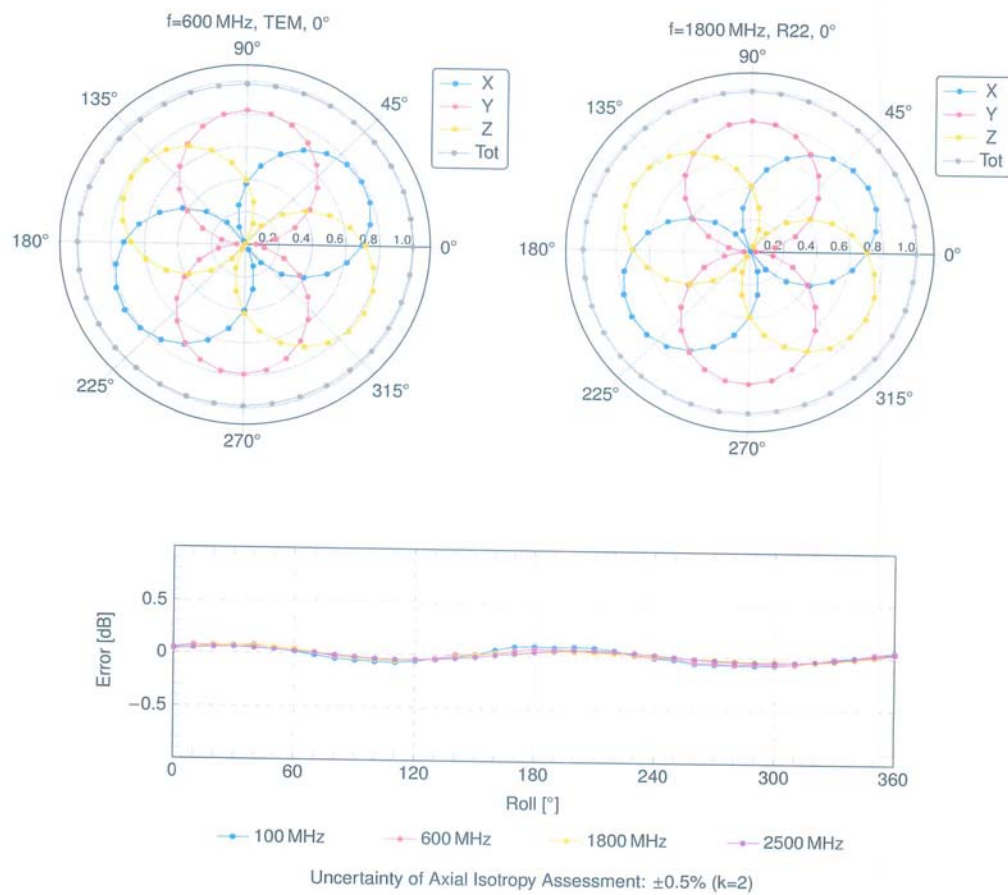 f=600 MHz, TEM, 0°
90°
135°
45°
180°
0.2 0.4 0.6 0.8 1.0
0°
225°
315°
270°
X
Y
Z
Tot
f=1800 MHz, R22, 0°
90°
135°
45°
180°
0.2 0.4 0.6 0.8 1.0
0°
225°
315°
270°
X
Y
Z
Tot
Error [dB]
0.5
0
−0.5
0 60 120 180 240 300 360
Roll [°]
100 MHz 600 MHz 1800 MHz 2500 MHz
Uncertainty of Axial Isotropy Assessment: ±0.5% (k=2)